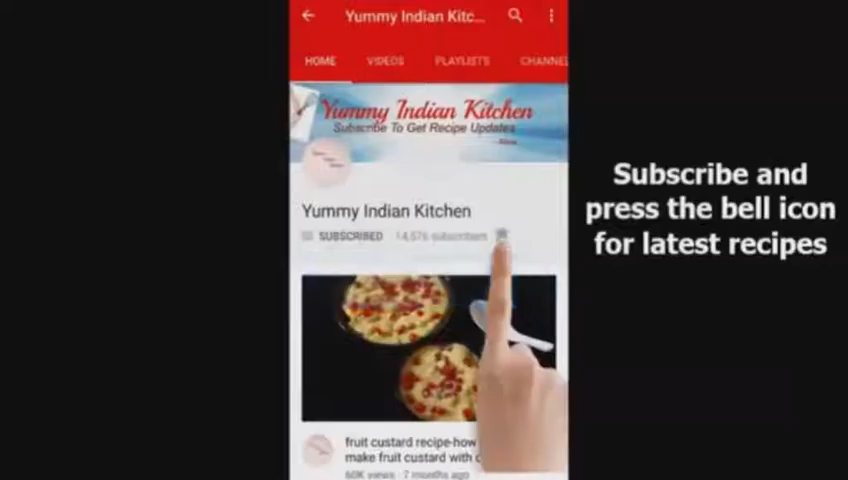 Yummy Indian Kitc...
HOME VIDEOS PLAYLISTS CHANNEL
Yummy Indian Kitchen
Subscribe To Get Recipe Updates
Yummy Indian Kitchen
SUBSCRIBED 14,576 subscribers
Subscribe and
press the bell icon
for latest recipes
fruit custard recipe-how
make fruit custard with
60K views · 7 months ago